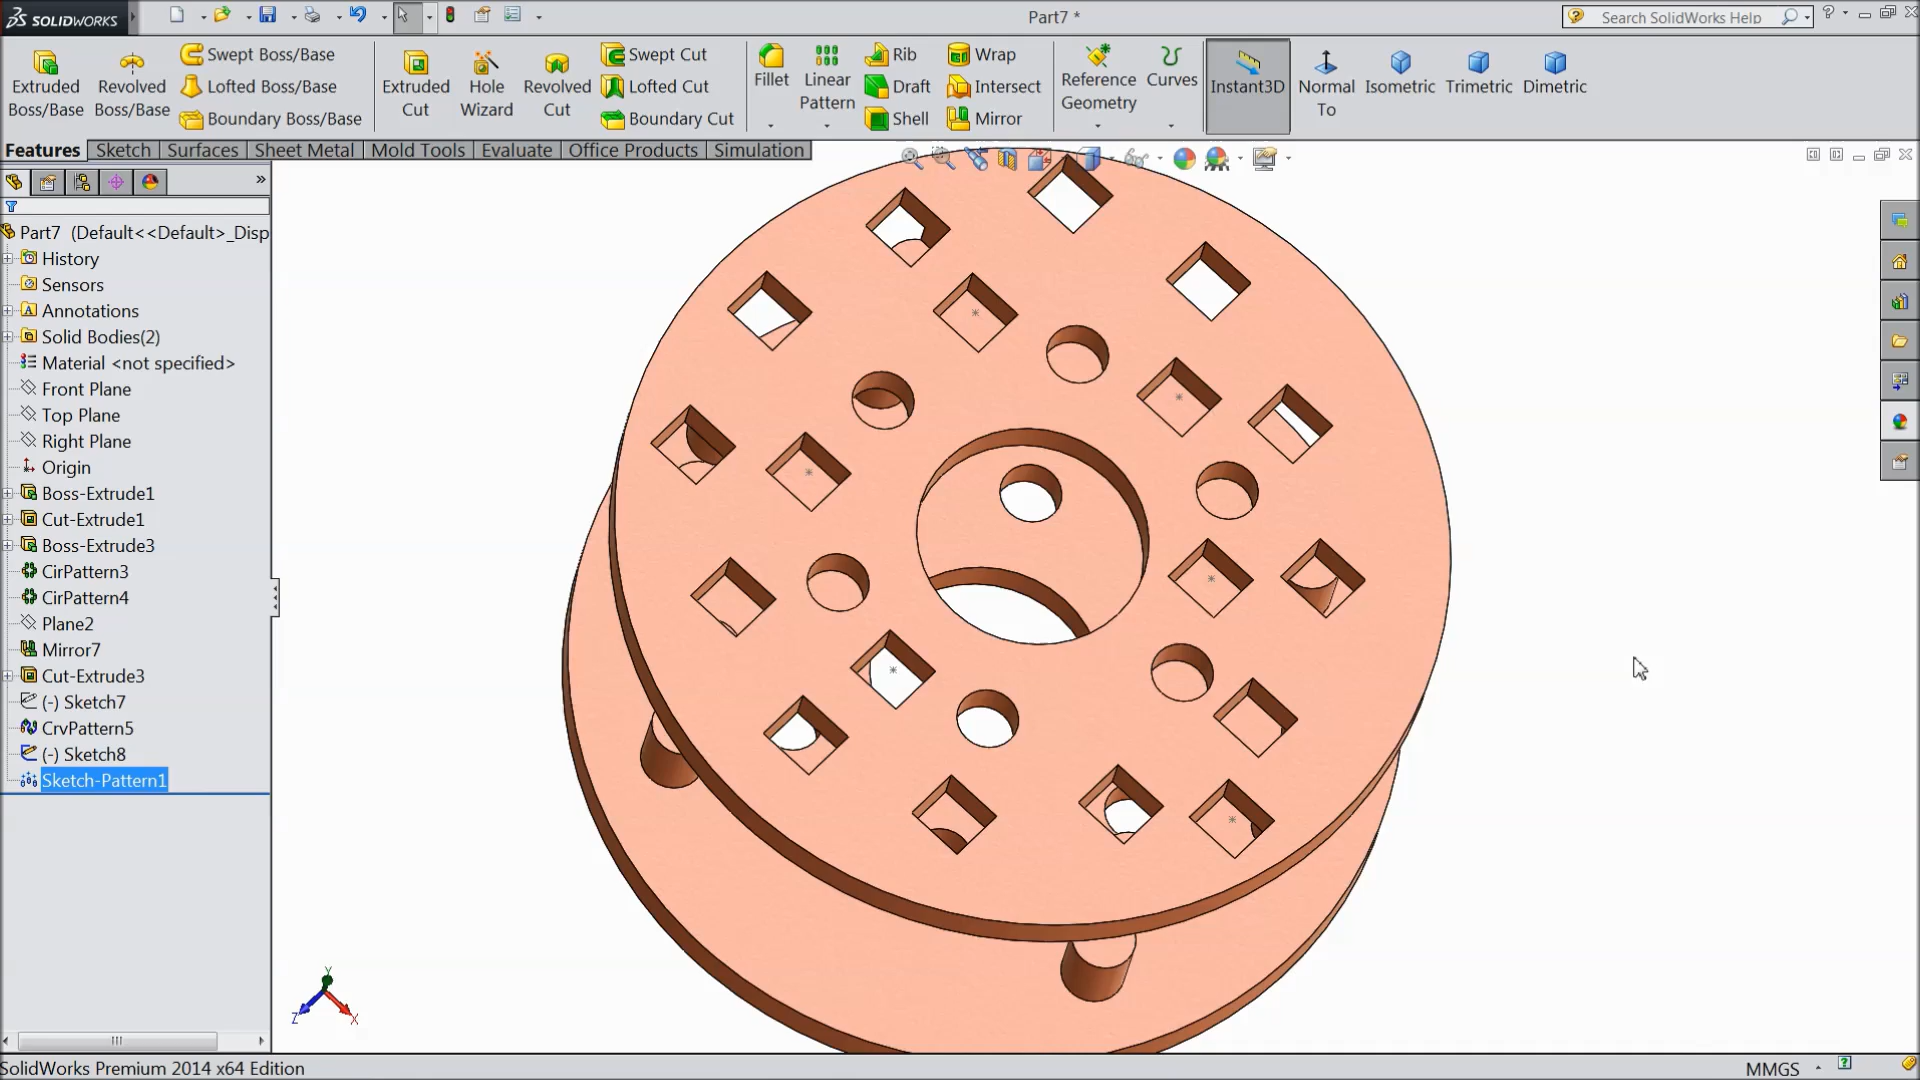 SOLIDWORKS
Part7 *
Search SolidWorks Help
Extruded Boss/Base
Revolved Boss/Base
Swept Boss/Base
Lofted Boss/Base
Boundary Boss/Base
Extruded Cut
Hole Wizard
Revolved Cut
Swept Cut
Lofted Cut
Boundary Cut
Fillet
Linear Pattern
Rib
Draft
Shell
Wrap
Intersect
Mirror
Reference Geometry
Curves
Instant3D
Normal To
Isometric
Trimetric
Dimetric
Features Sketch Surfaces Sheet Metal Mold Tools Evaluate Office Products Simulation
Part7 (Default<<Default>_Disp
History
Sensors
Annotations
Solid Bodies(2)
Material <not specified>
Front Plane
Top Plane
Right Plane
Origin
Boss-Extrude1
Cut-Extrude1
Boss-Extrude3
CirPattern3
CirPattern4
Plane2
Mirror7
Cut-Extrude3
(-) Sketch7
CrvPattern5
(-) Sketch8
Sketch-Pattern1
Y
Z
X
SolidWorks Premium 2014 x64 Edition
MMGS